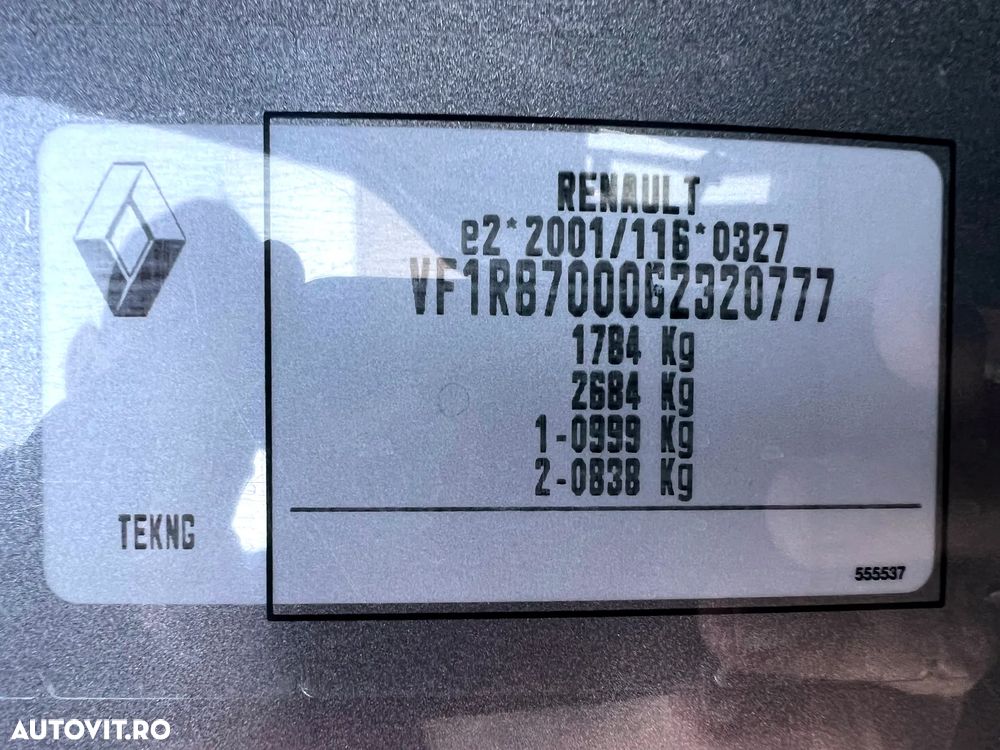 RENAULT
e2*2001/116*0327
VF1R8700062320777
1784 Kg
2684 Kg
1-0999 Kg
2-0838 Kg
TEKNG
555537
AUTOVIT.RO